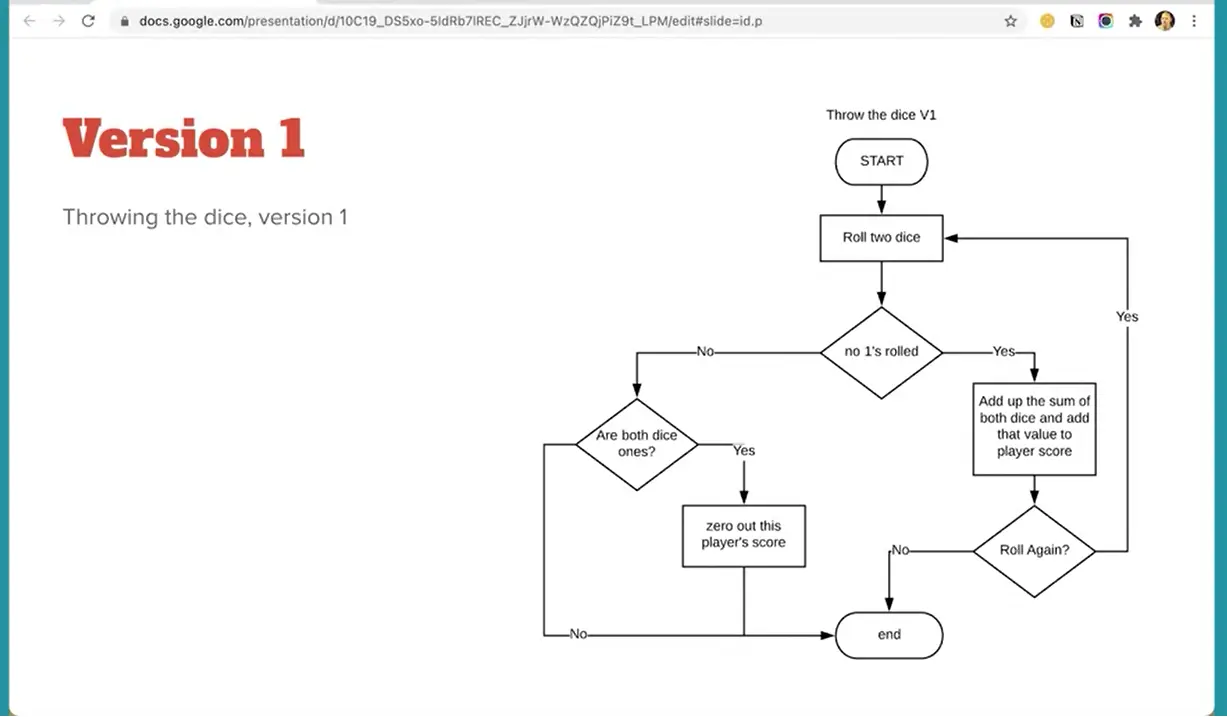 docs.google.com/presentation/d/10C19_DS5xo-5ldRb7lREC_ZJjrW-WzQZQjPiZ9t_LPM/edit#slide=id.p
Version 1
Throwing the dice, version 1
Throw the dice V1
START
Roll two dice
Yes
no 1's rolled
No
Yes
Add up the sum of
both dice and add
that value to
player score
Are both dice
ones?
Yes
zero out this
player's score
Roll Again?
No
No
end